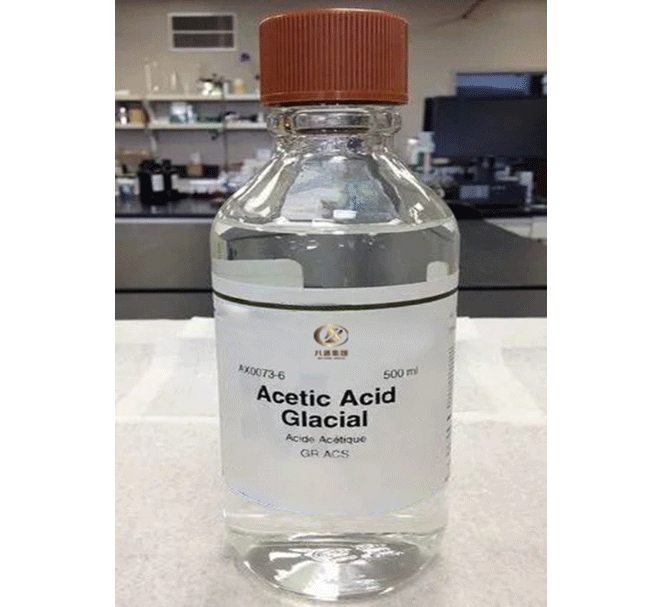 AX0073-6 500 ml
Acetic Acid
Glacial
Acide Acétique
GR ACS